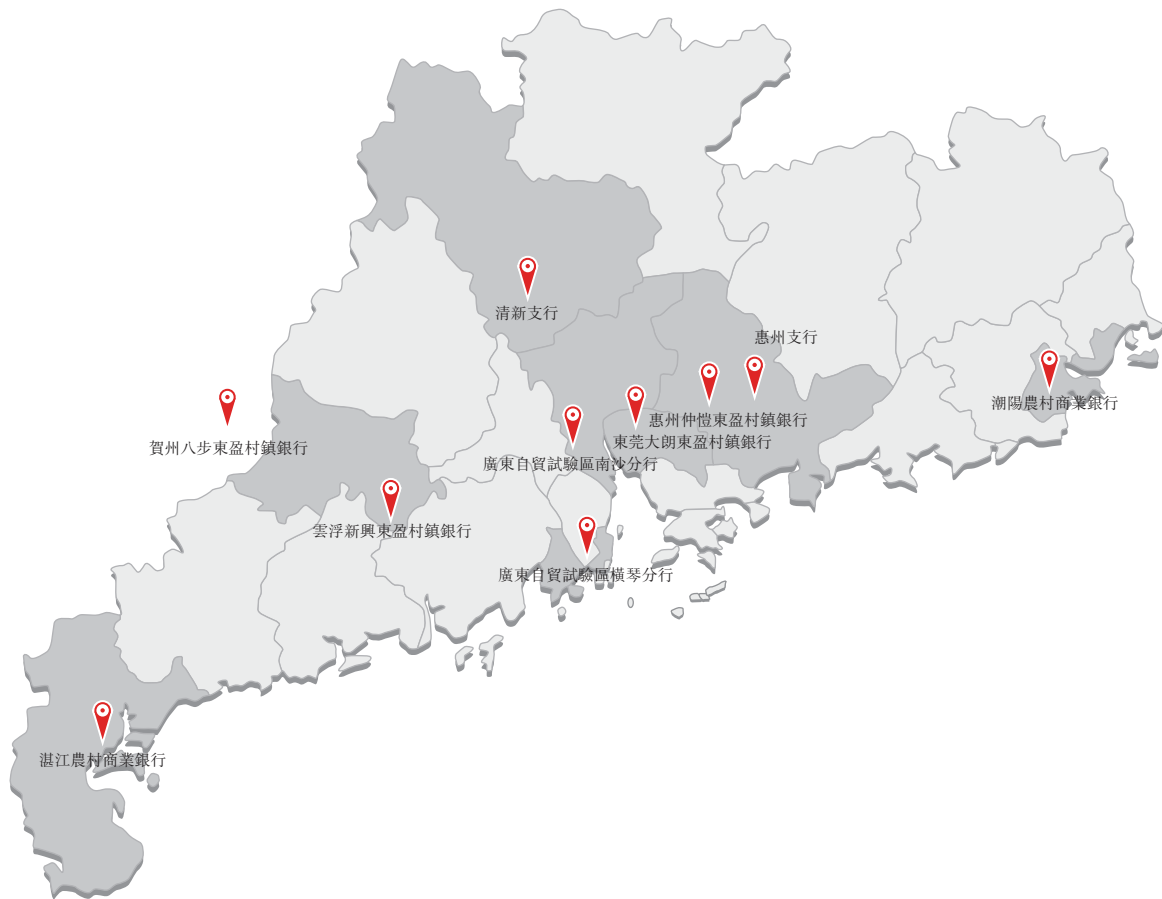 清新支行
惠州支行
潮陽農村商業銀行
惠州仲愷東盈村鎮銀行
東莞大朗東盈村鎮銀行
賀州八步東盈村鎮銀行
廣東自貿試驗區南沙分行
雲浮新興東盈村鎮銀行
廣東自貿試驗區橫琴分行
湛江農村商業銀行